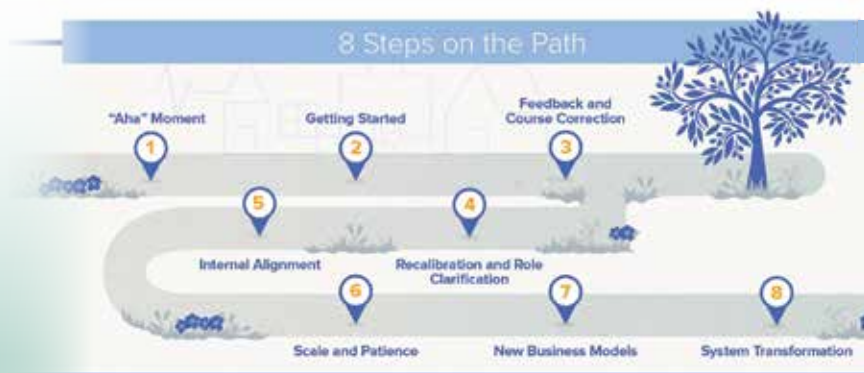 8 Steps on the Path
"Aha" Moment
1
Getting Started
2
Feedback and
Course Correction
3
4
Recalibration and Role
Clarification
5
Internal Alignment
6
Scale and Patience
7
New Business Models
8
System Transformation